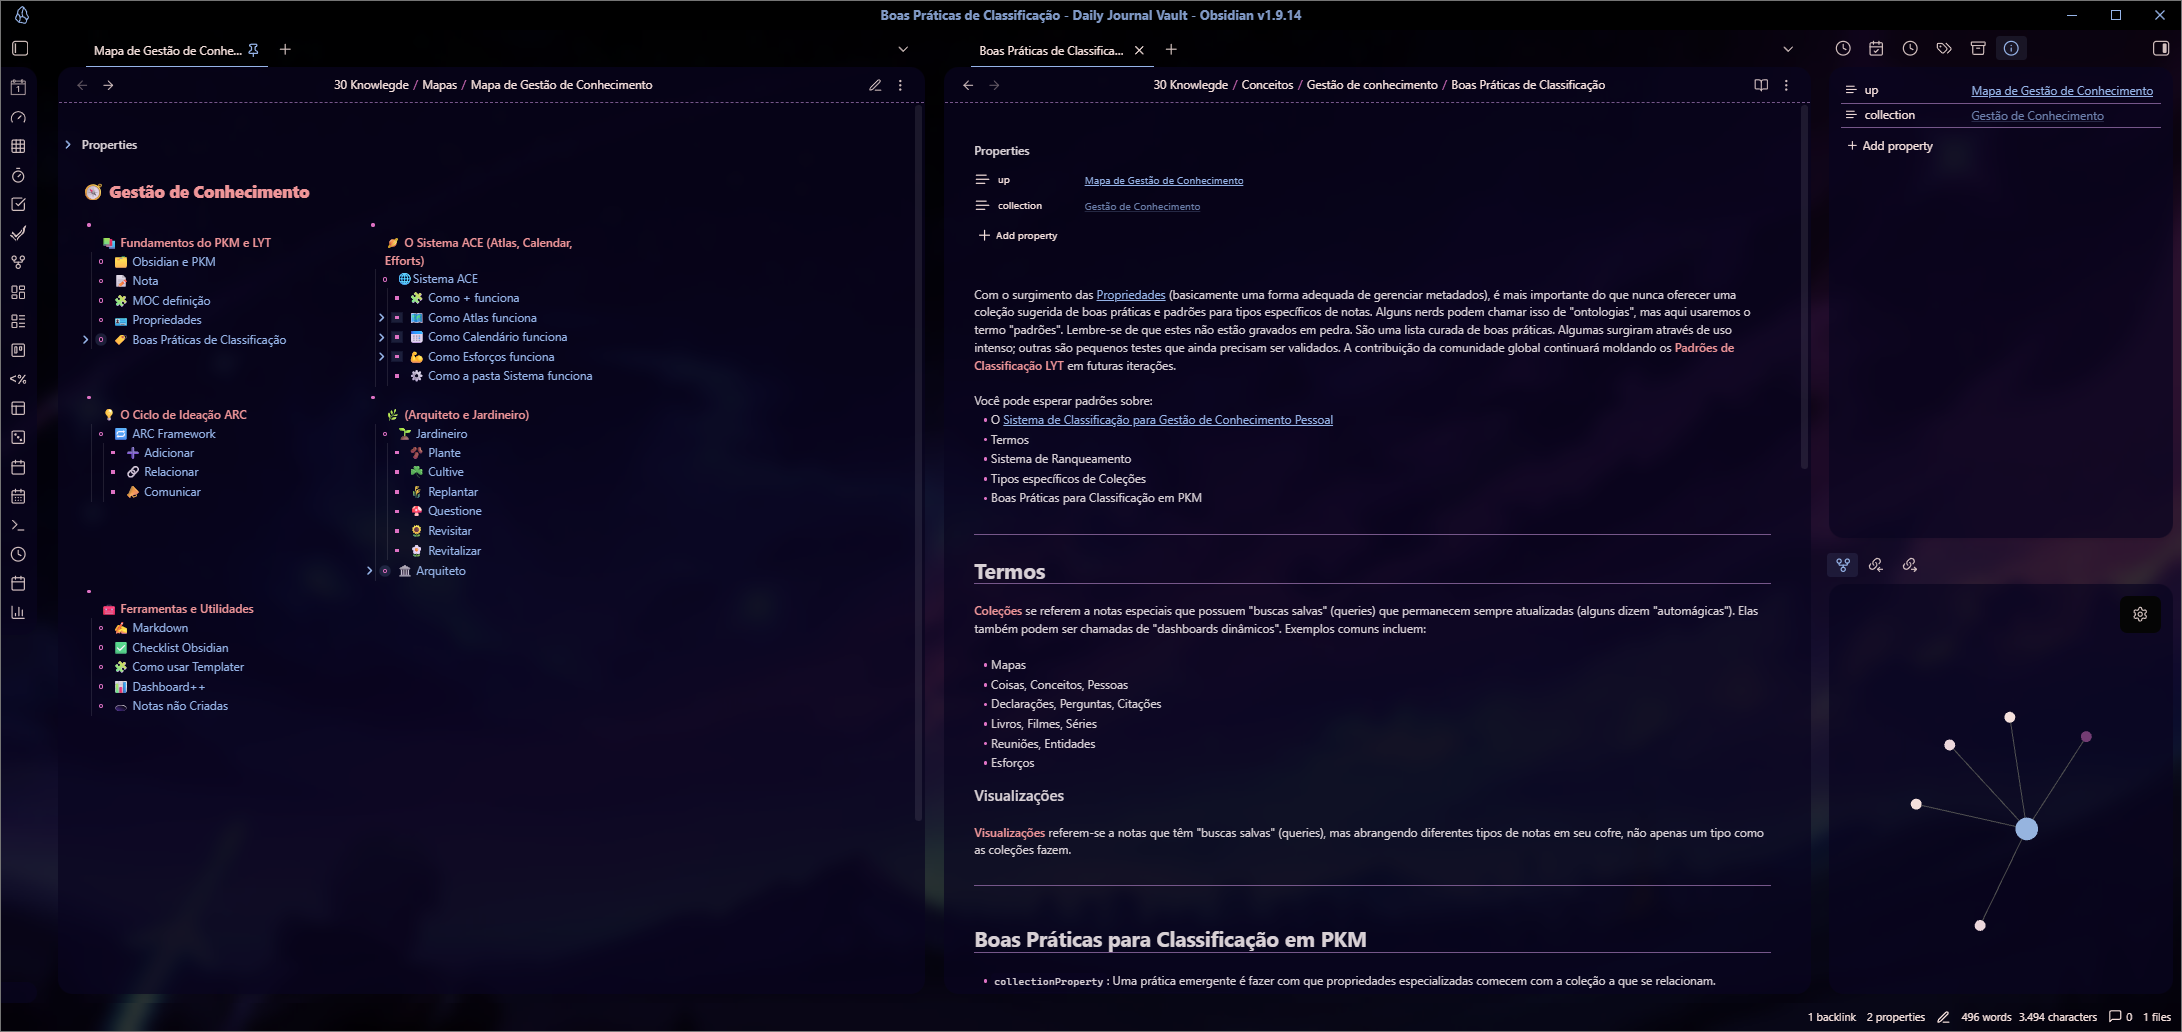 Boas Práticas de Classificação - Daily Journal Vault - Obsidian v1.9.14
Mapa de Gestão de Conhe...
Boas Práticas de Classifica...
30 Knowlegde / Mapas / Mapa de Gestão de Conhecimento
Properties
Gestão de Conhecimento
Fundamentos do PKM e LYT
Obsidian e PKM
Nota
MOC definição
Propriedades
Boas Práticas de Classificação
O Sistema ACE (Atlas, Calendar,
Efforts)
Sistema ACE
Como + funciona
Como Atlas funciona
Como Calendário funciona
Como Esforços funciona
Como a pasta Sistema funciona
O Ciclo de Ideação ARC
ARC Framework
Adicionar
Relacionar
Comunicar
(Arquiteto e Jardineiro)
Jardineiro
Plante
Cultive
Replantar
Questione
Revisitar
Revitalizar
Arquiteto
Ferramentas e Utilidades
Markdown
Checklist Obsidian
Como usar Templater
Dashboard++
Notas não Criadas
30 Knowlegde / Conceitos / Gestão de conhecimento / Boas Práticas de Classificação
Properties
up Mapa de Gestão de Conhecimento
collection Gestão de Conhecimento
Add property
Com o surgimento das Propriedades (basicamente uma forma adequada de gerenciar metadados), é mais importante do que nunca oferecer uma
coleção sugerida de boas práticas e padrões para tipos específicos de notas. Alguns nerds podem chamar isso de "ontologias", mas aqui usaremos o
termo "padrões". Lembre-se de que estes não estão gravados em pedra. São uma lista curada de boas práticas. Algumas surgiram através de uso
intenso; outras são pequenos testes que ainda precisam ser validados. A contribuição da comunidade global continuará moldando os Padrões de
Classificação LYT em futuras iterações.
Você pode esperar padrões sobre:
• O Sistema de Classificação para Gestão de Conhecimento Pessoal
• Termos
• Sistema de Ranqueamento
• Tipos específicos de Coleções
• Boas Práticas para Classificação em PKM
Termos
Coleções se referem a notas especiais que possuem "buscas salvas" (queries) que permanecem sempre atualizadas (alguns dizem "automágicas"). Elas
também podem ser chamadas de "dashboards dinâmicos". Exemplos comuns incluem:
• Mapas
• Coisas, Conceitos, Pessoas
• Declarações, Perguntas, Citações
• Livros, Filmes, Séries
• Reuniões, Entidades
• Esforços
Visualizações
Visualizações referem-se a notas que têm "buscas salvas" (queries), mas abrangendo diferentes tipos de notas em seu cofre, não apenas um tipo como
as coleções fazem.
Boas Práticas para Classificação em PKM
• collectionProperty : Uma prática emergente é fazer com que propriedades especializadas comecem com a coleção a que se relacionam.
up Mapa de Gestão de Conhecimento
collection Gestão de Conhecimento
Add property
1 backlink 2 properties 496 words 3.494 characters 0 1 files